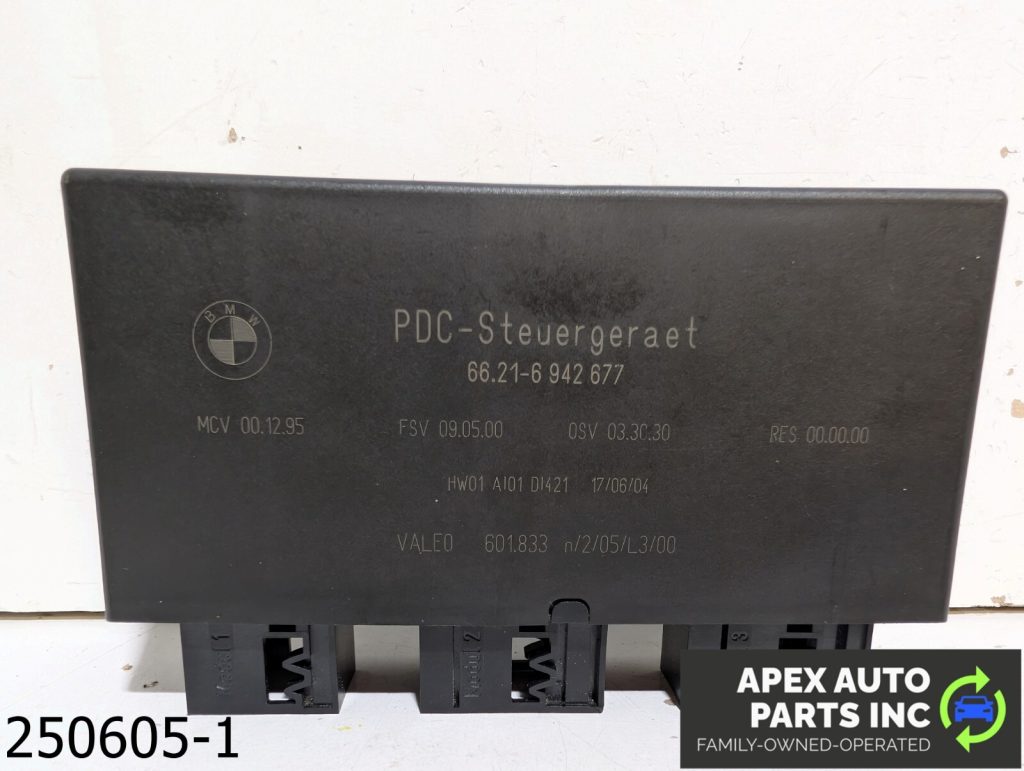 BMW
PDC-Steuergeraet
66.21-6 942 677
MCV 00.12.95 FSV 09.05.00 OSV 03.30.30 RES 00.00.00
HW01 AI01 DI421 17/06/04
VALEO 601.833 n/2/05/L3/00
1 2 3
250605-1
APEX AUTO
PARTS INC
FAMILY-OWNED-OPERATED